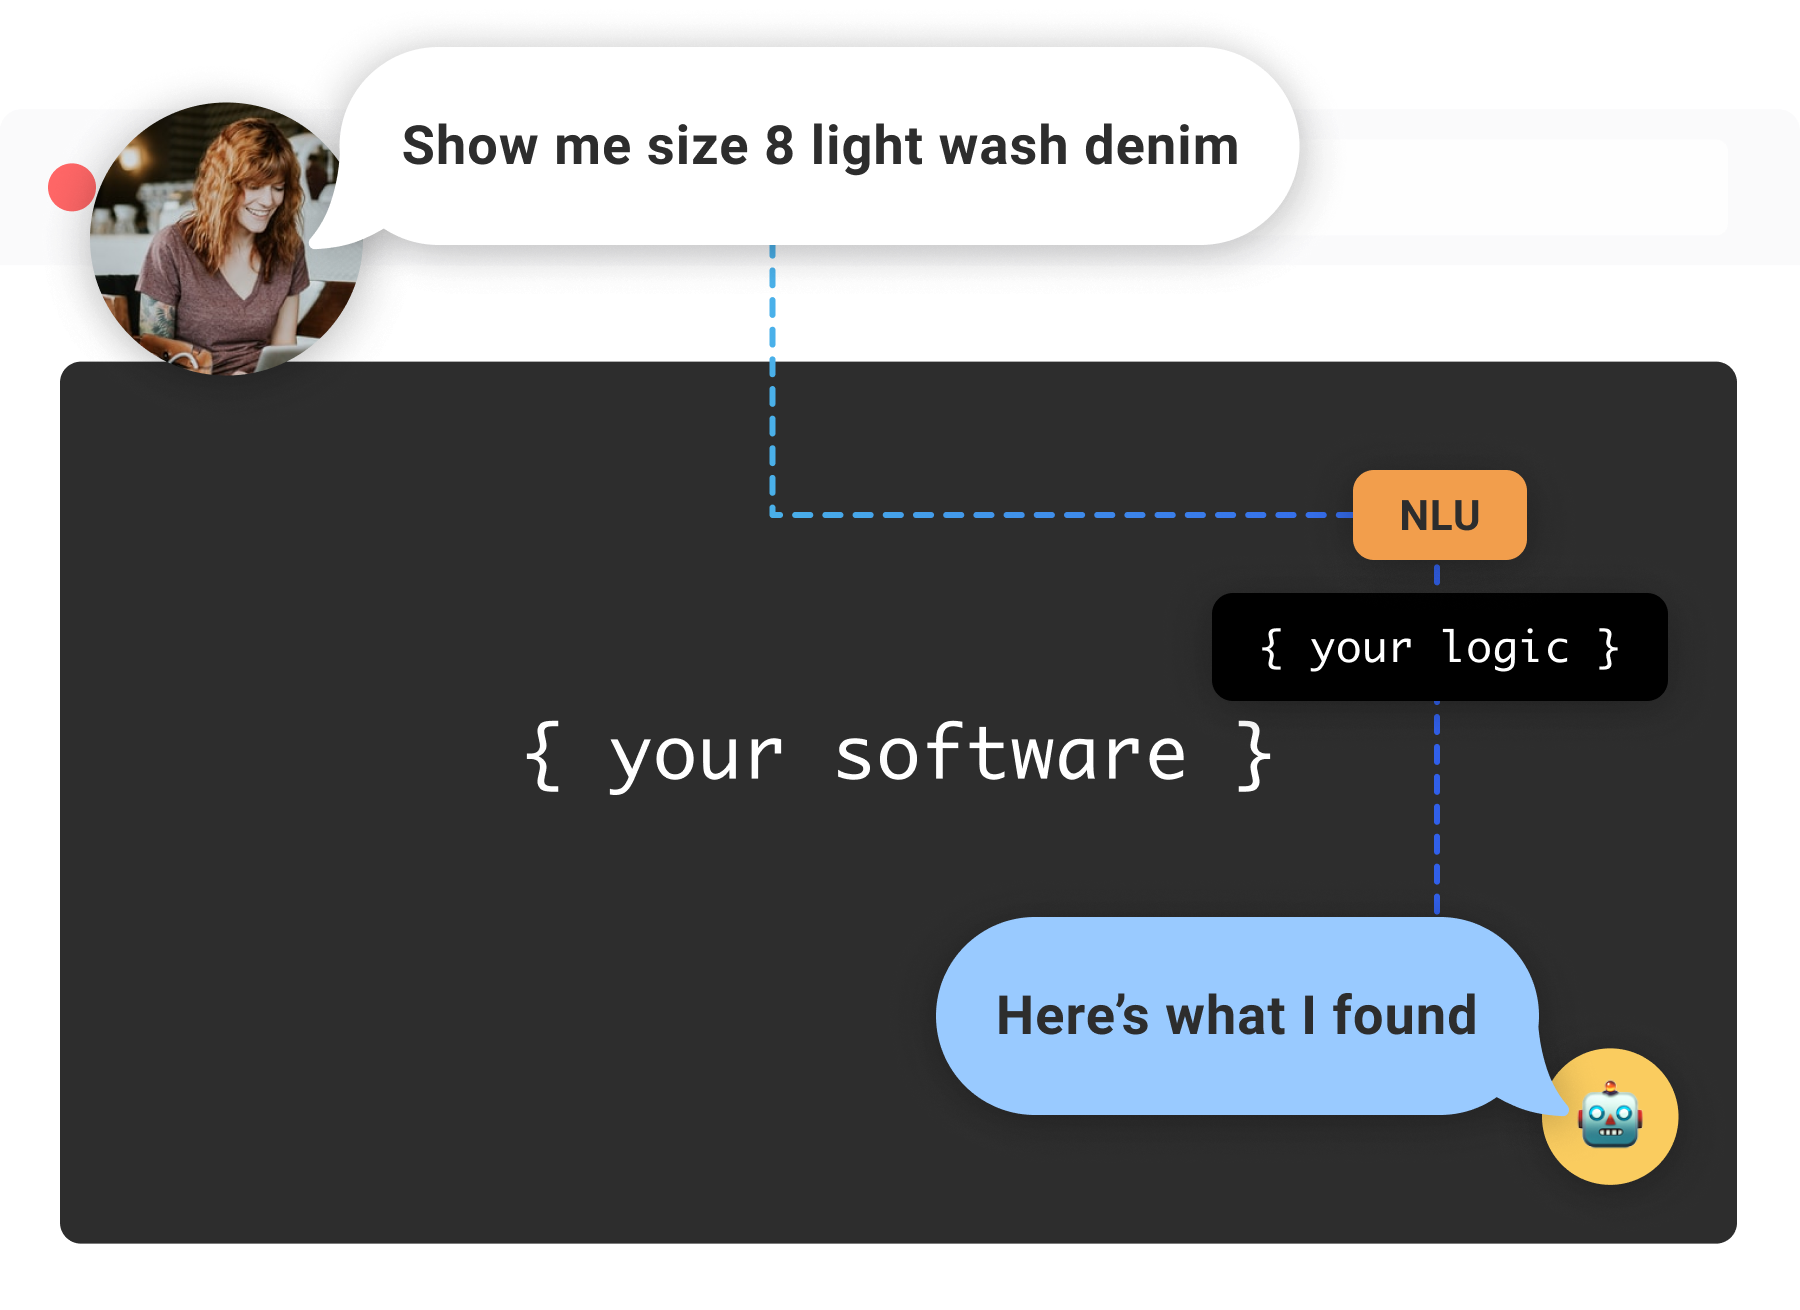 Show me size 8 light wash denim
NLU
{ your logic }
{ your software }
Here’s what I found